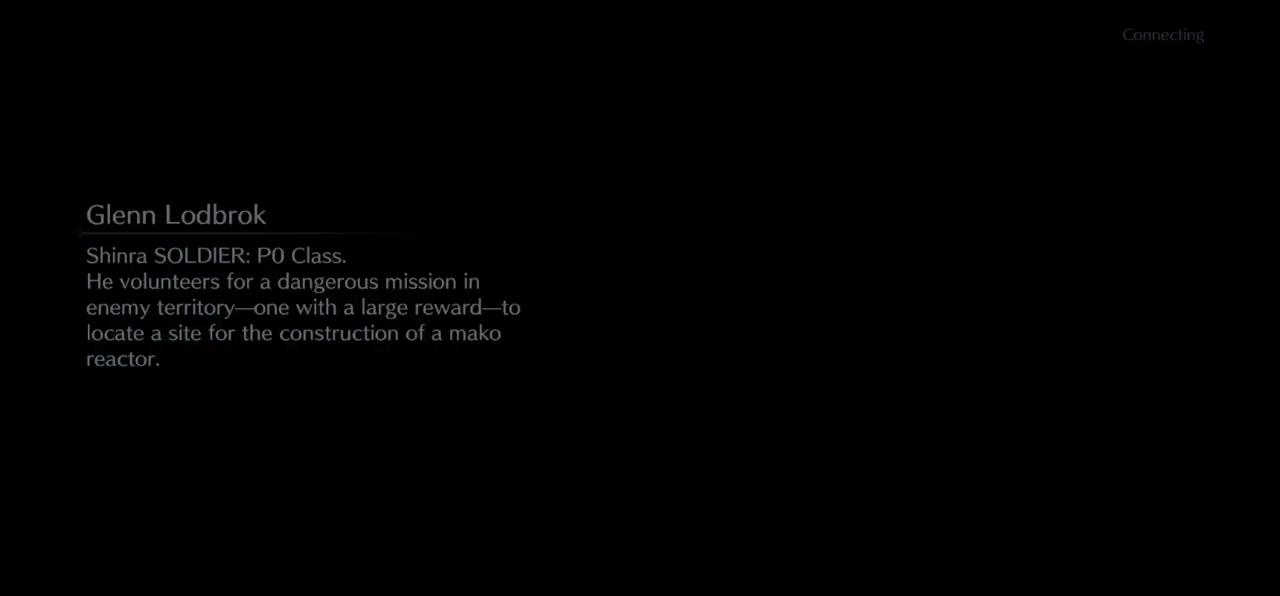 Connecting
Glenn Lodbrok
Shinra SOLDIER: P0 Class.
He volunteers for a dangerous mission in
enemy territory—one with a large reward—to
locate a site for the construction of a mako
reactor.